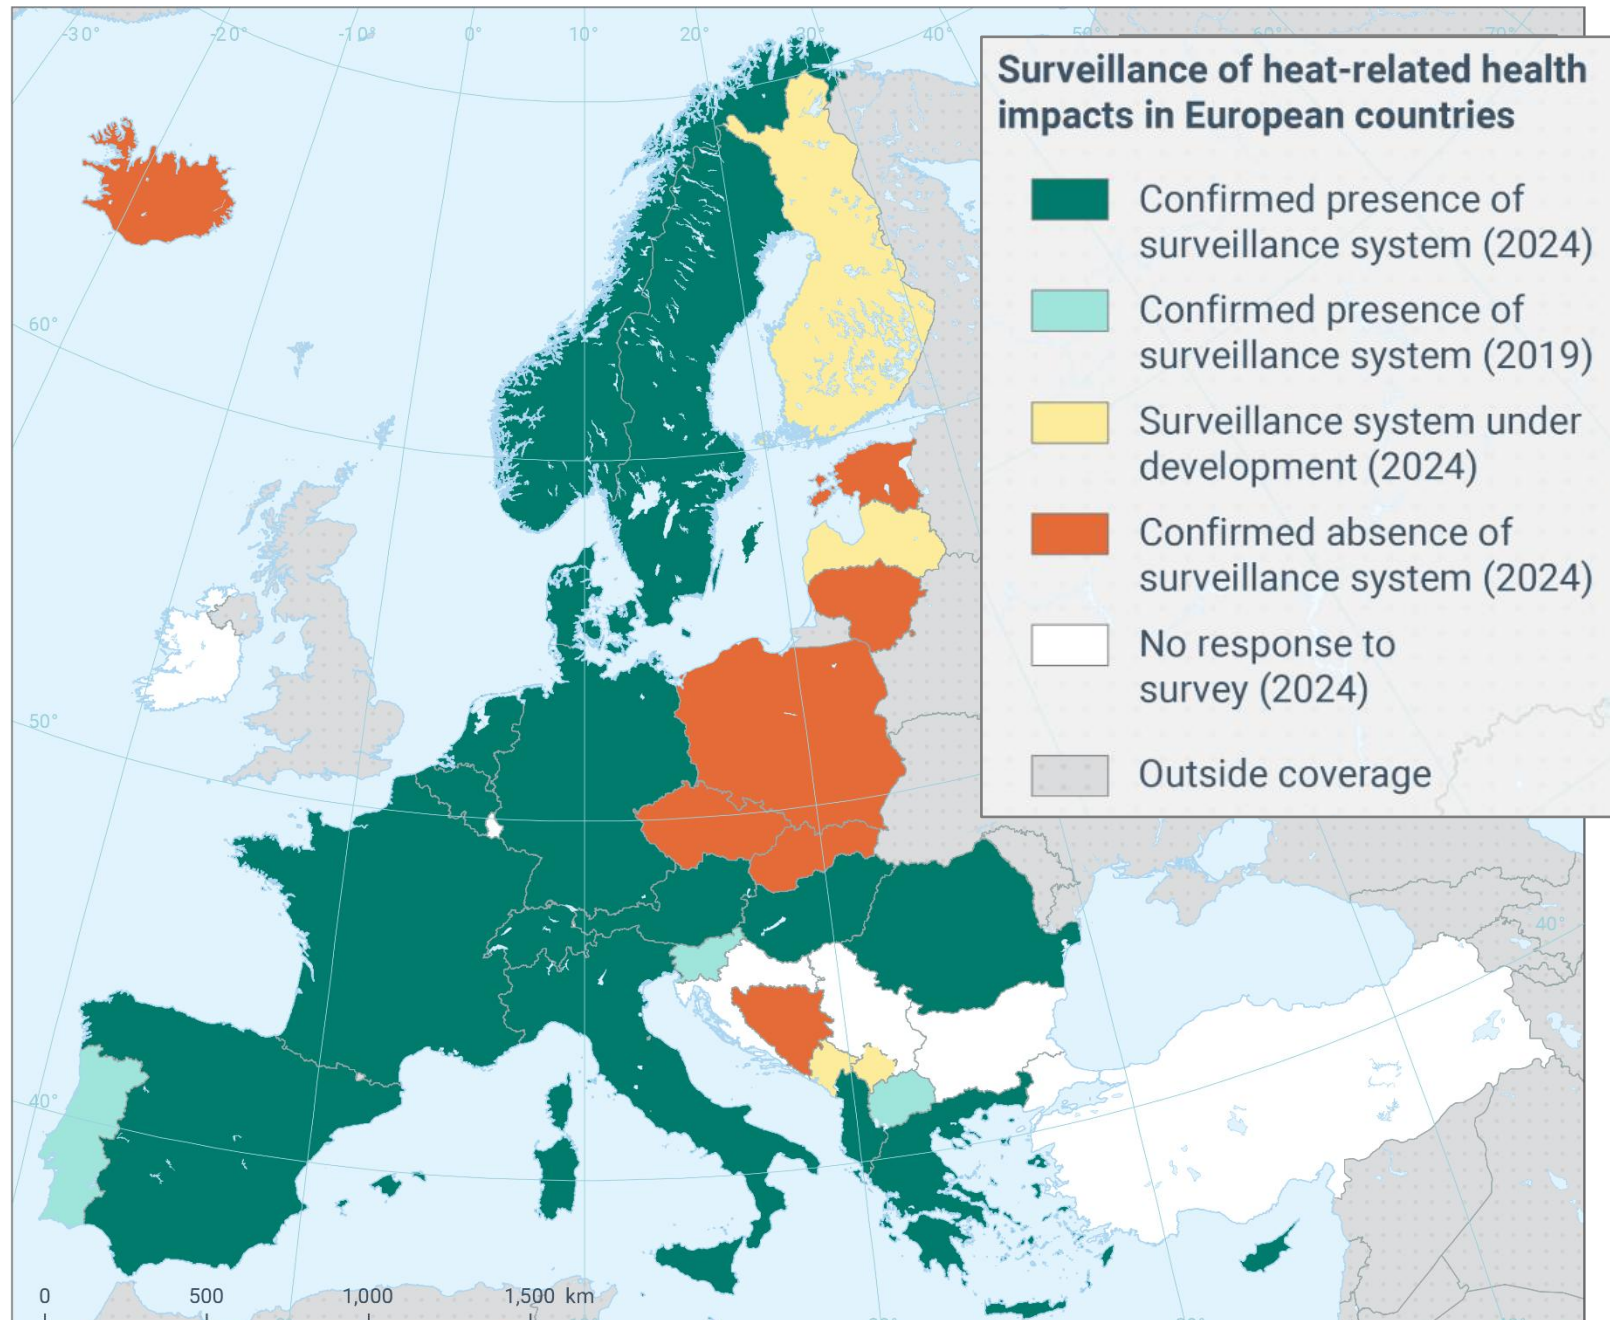 -30°
-20°
-10°
0°
10°
20°
30°
40°
50°
60°
70°
Surveillance of heat-related health
impacts in European countries
Confirmed presence of
surveillance system (2024)
Confirmed presence of
surveillance system (2019)
Surveillance system under
development (2024)
Confirmed absence of
surveillance system (2024)
No response to
survey (2024)
Outside coverage
60°
50°
40°
40°
0
500
1,000
1,500 km